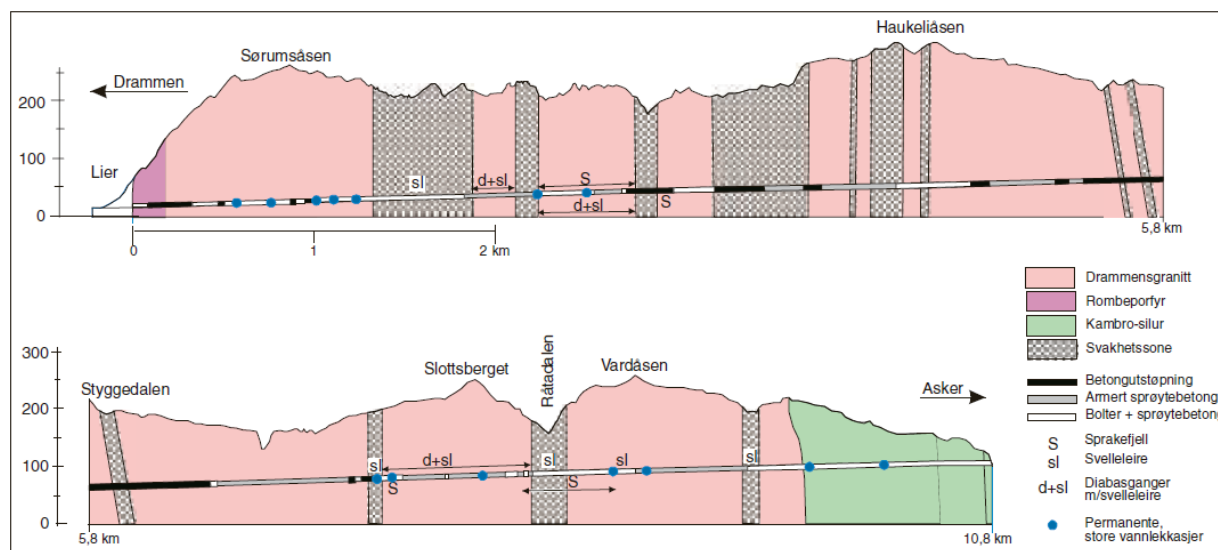 Haukeliåsen
Sørumsåsen
Drammen
200
100
0
Lier
sl
d+sl
S
d+sl
S
0
1
2 km
5,8 km
Drammensgranitt
Rombeporfyr
Kambro-silur
Svakhetssone
Betongutstøpning
Armert sprøytebetong
Bolter + sprøytebetong
S
Sprakefjell
sl
Svelleleire
d+sl
Diabasganger
m/svelleleire
Permanente,
store vannlekkasjer
300
200
100
0
Styggedalen
Slottsberget
Råtadalen
Vardåsen
Asker
sl
d+sl
S
sl
sl
S
sl
5,8 km
10,8 km